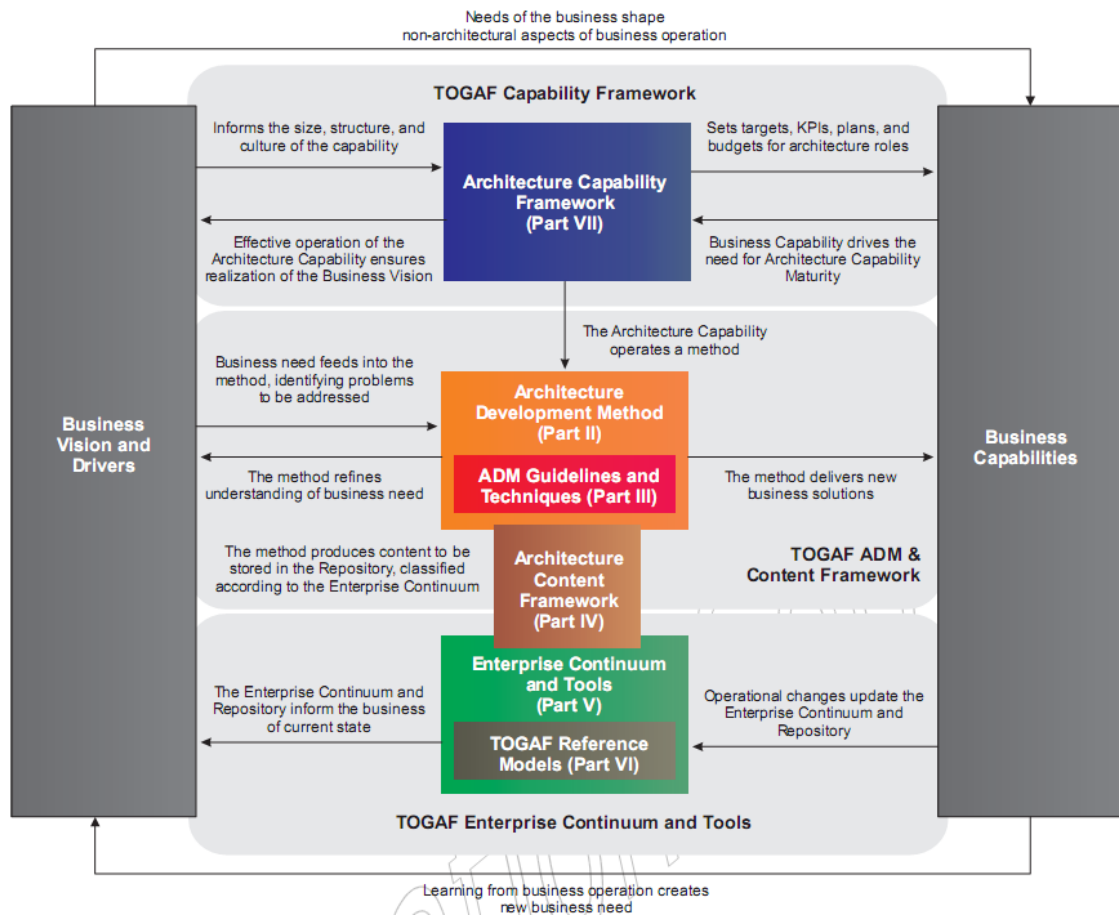 Needs of the business shape
non-architectural aspects of business operation
TOGAF Capability Framework
Informs the size, structure, and
culture of the capability
Sets targets, KPIs, plans, and
budgets for architecture roles
Architecture Capability
Framework
(Part VII)
Effective operation of the
Architecture Capability ensures
realization of the Business Vision
Business Capability drives the
need for Architecture Capability
Maturity
The Architecture Capability
operates a method
Business need feeds into the
method, identifying problems
to be addressed
Architecture
Development Method
(Part II)
Business
Vision and
Drivers
Business
Capabilities
ADM Guidelines and
Techniques (Part III)
The method refines
understanding of business need
The method delivers new
business solutions
The method produces content to be
stored in the Repository, classified
according to the Enterprise Continuum
Architecture
Content
Framework
(Part IV)
TOGAF ADM &
Content Framework
Enterprise Continuum
and Tools
(Part V)
The Enterprise Continuum and
Repository inform the business
of current state
Operational changes update the
Enterprise Continuum and
Repository
TOGAF Reference
Models (Part VI)
TOGAF Enterprise Continuum and Tools
Learning from business operation creates
new business need